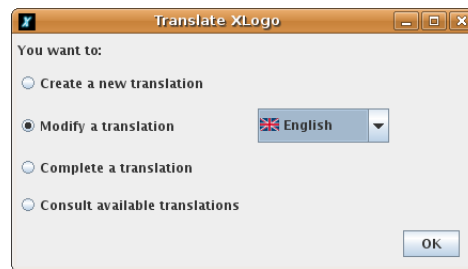 Translate XLogo
You want to:
Create a new translation
Modify a translation English
Complete a translation
Consult available translations
OK